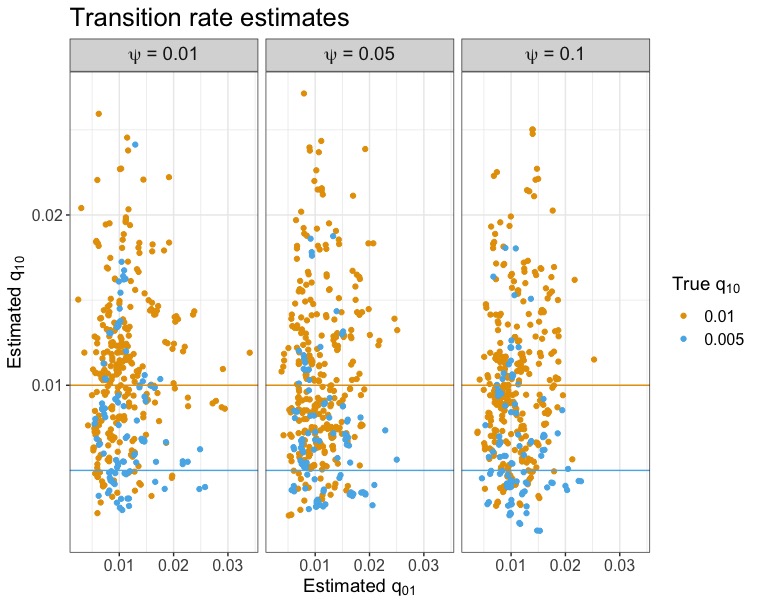 Transition rate estimates
ψ = 0.01 ψ = 0.05 ψ = 0.1
Estimated q₁₀
0.02
0.01
True q₁₀
0.01
0.005
0.01 0.02 0.03 0.01 0.02 0.03 0.01 0.02 0.03
Estimated q₀₁